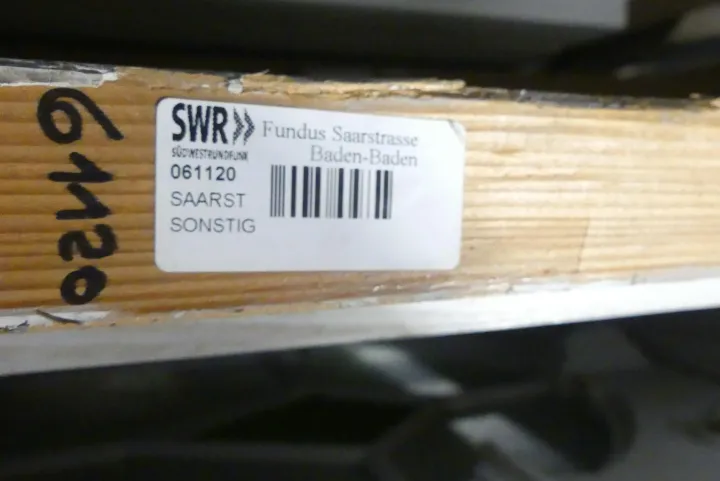 61120
SWR» Fundus Saarstrasse
SÜDWESTRUNDFUNK Baden-Baden
061120
SAARST
SONSTIG